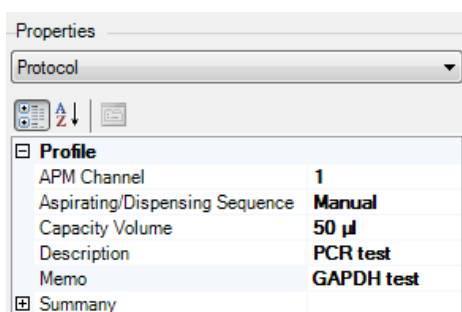 Properties
Protocol
Profile
APM Channel 1
Aspirating/Dispensing Sequence Manual
Capacity Volume 50 µl
Description PCR test
Memo GAPDH test
Summary